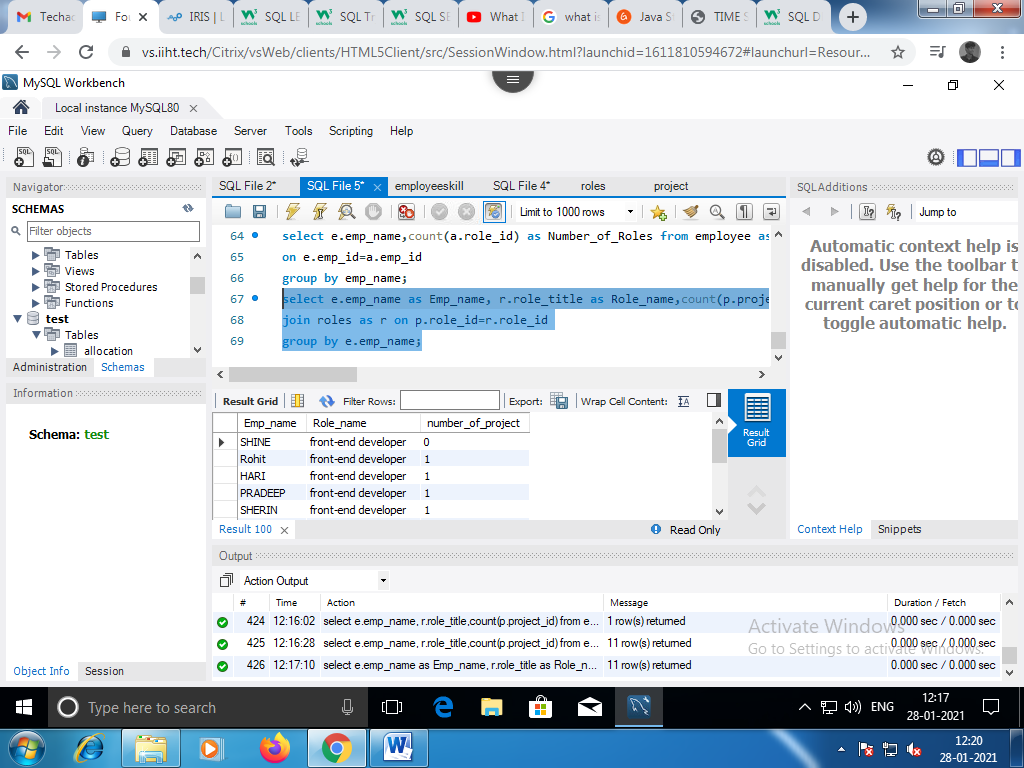 Techac
Fou
IRIS | L
SQL LE
SQL Tr
SQL SE
What I
what is
Java S
TIME S
SQL D
vs.iiht.tech/Citrix/vsWeb/clients/HTML5Client/src/SessionWindow.html?launchid=1611810594672#launchurl=Resour...
MySQL Workbench
Local instance MySQL80
File Edit View Query Database Server Tools Scripting Help
Navigator
SCHEMAS
Filter objects
Tables
Views
Stored Procedures
Functions
test
Tables
allocation
Administration Schemas
Information
Schema: test
Object Info Session
SQL File 2* SQL File 5* employeeskill SQL File 4* roles project
Limit to 1000 rows
64 select e.emp_name,count(a.role_id) as Number_of_Roles from employee as
65 on e.emp_id=a.emp_id
66 group by emp_name;
67 select e.emp_name as Emp_name, r.role_title as Role_name,count(p.proje
68 join roles as r on p.role_id=r.role_id
69 group by e.emp_name;
Result Grid Filter Rows: Export: Wrap Cell Content:
Emp_name Role_name number_of_project
SHINE front-end developer 0
Rohit front-end developer 1
HARI front-end developer 1
PRADEEP front-end developer 1
SHERIN front-end developer 1
Result Grid
Result 100 Read Only
SQLAdditions
Jump to
Automatic context help is
disabled. Use the toolbar t
manually get help for the
current caret position or to
toggle automatic help.
Context Help Snippets
Output
Action Output
# Time Action Message Duration / Fetch
424 12:16:02 select e.emp_name, r.role_title,count(p.project_id) from e... 1 row(s) returned 0.000 sec / 0.000 sec
425 12:16:28 select e.emp_name, r.role_title,count(p.project_id) from e... 11 row(s) returned 0.000 sec / 0.000 sec
426 12:17:10 select e.emp_name as Emp_name, r.role_title as Role_n... 11 row(s) returned 0.000 sec / 0.000 sec
Activate Windows
Go to Settings to activate Windows.
Type here to search
ENG
12:17
28-01-2021
12:20
28-01-2021